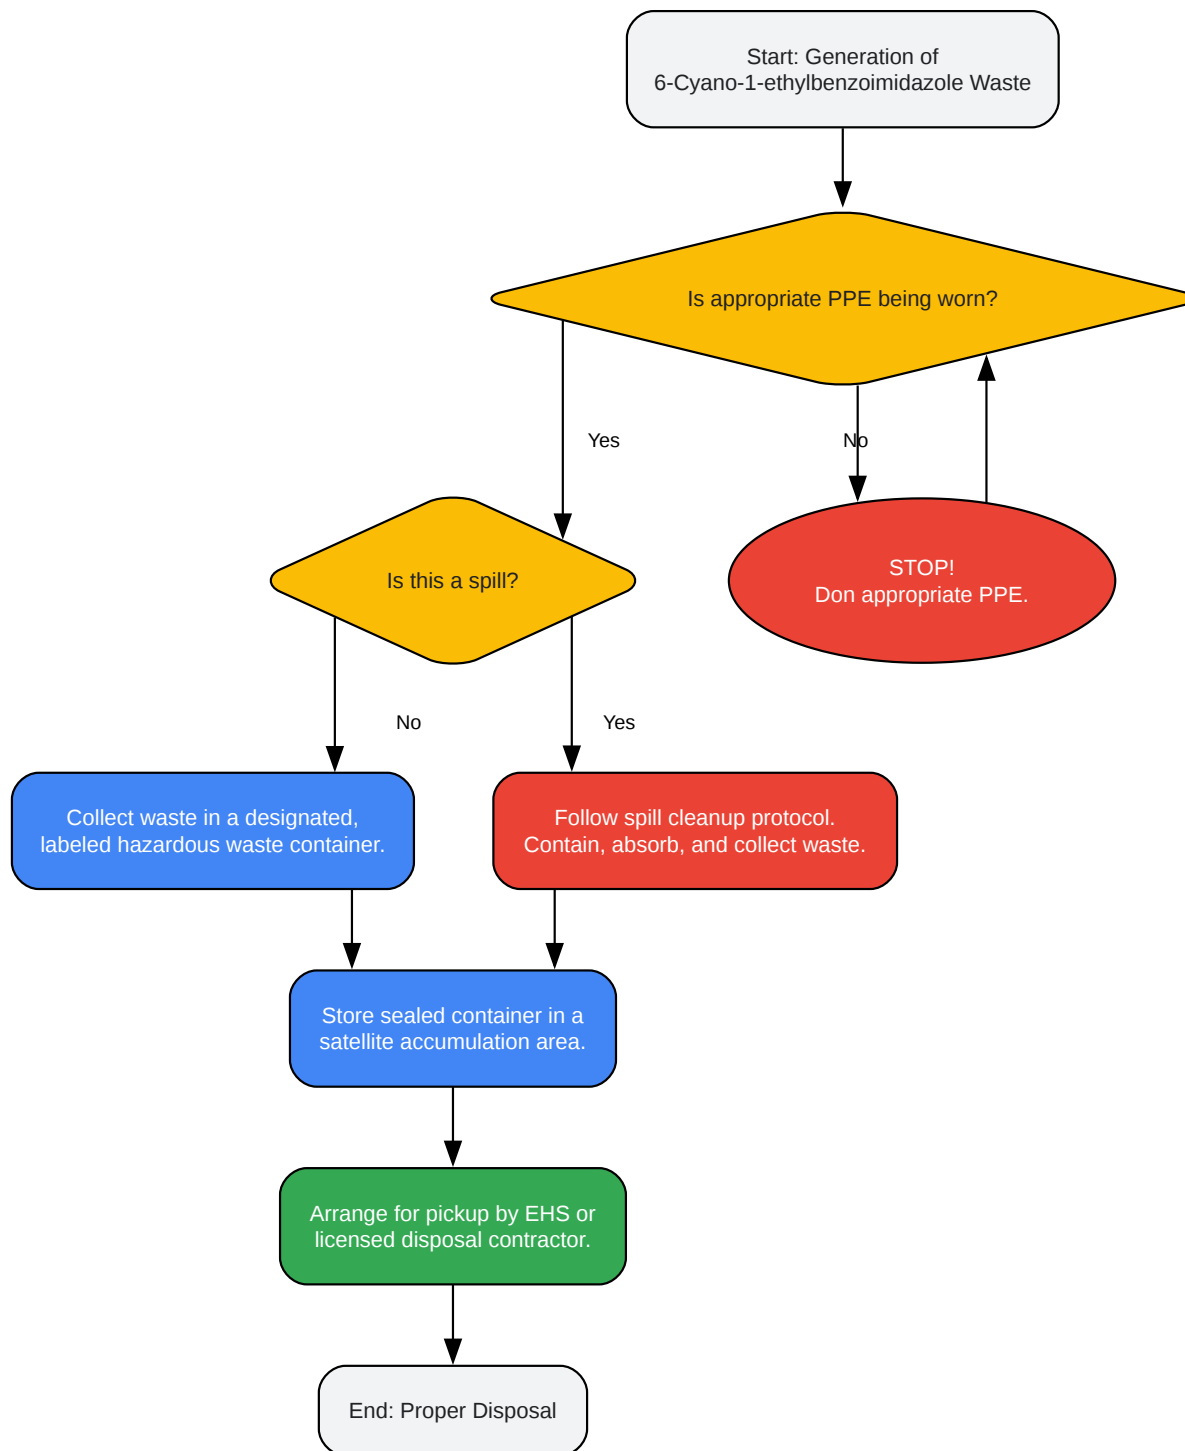 Start: Generation of
6-Cyano-1-ethylbenzoimidazole Waste
Is appropriate PPE being worn?
Yes
No
STOP!
Don appropriate PPE.
Is this a spill?
No
Yes
Collect waste in a designated,
labeled hazardous waste container.
Follow spill cleanup protocol.
Contain, absorb, and collect waste.
Store sealed container in a
satellite accumulation area.
Arrange for pickup by EHS or
licensed disposal contractor.
End: Proper Disposal